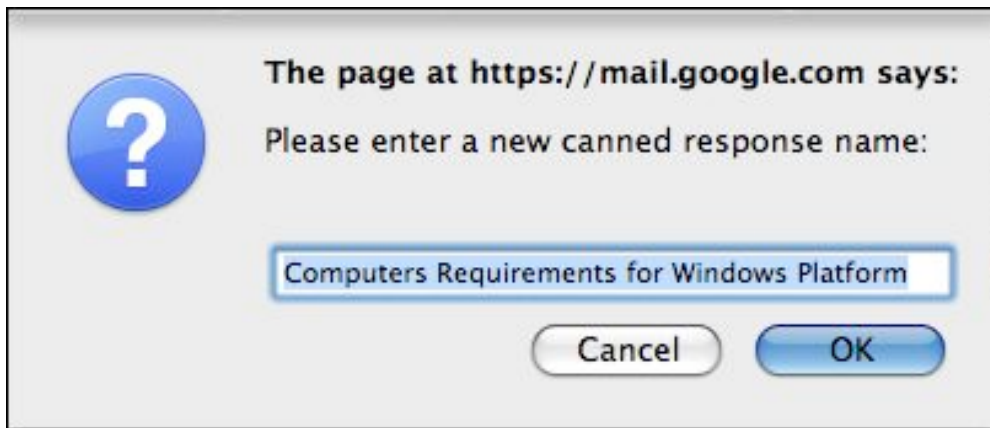 The page at https://mail.google.com says:
Please enter a new canned response name:
Computers Requirements for Windows Platform
Cancel OK